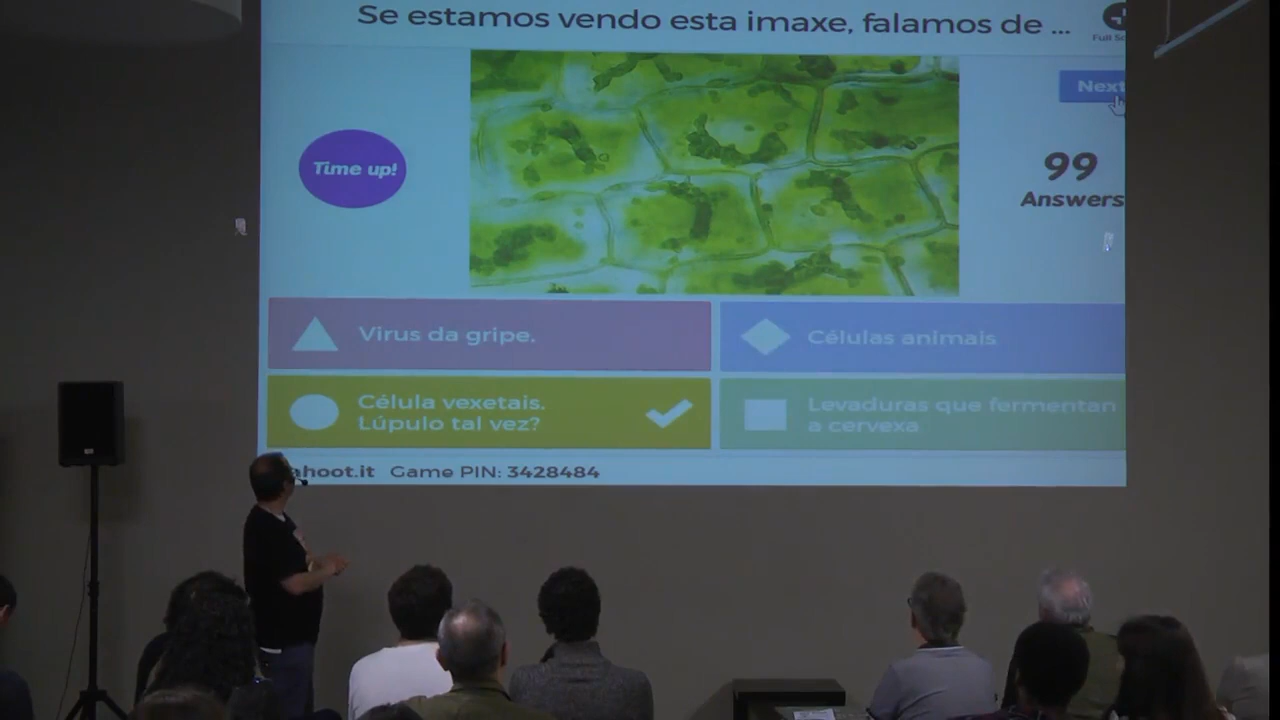 Se estamos vendo esta imaxe, falamos de ...
Full
Next
Time up!
99
Answers
Virus da gripe.
Células animais
Célula vexetais.
Lúpulo tal vez?
Levaduras que fermentan
a cervexa
ahoot.it Game PIN: 3428484